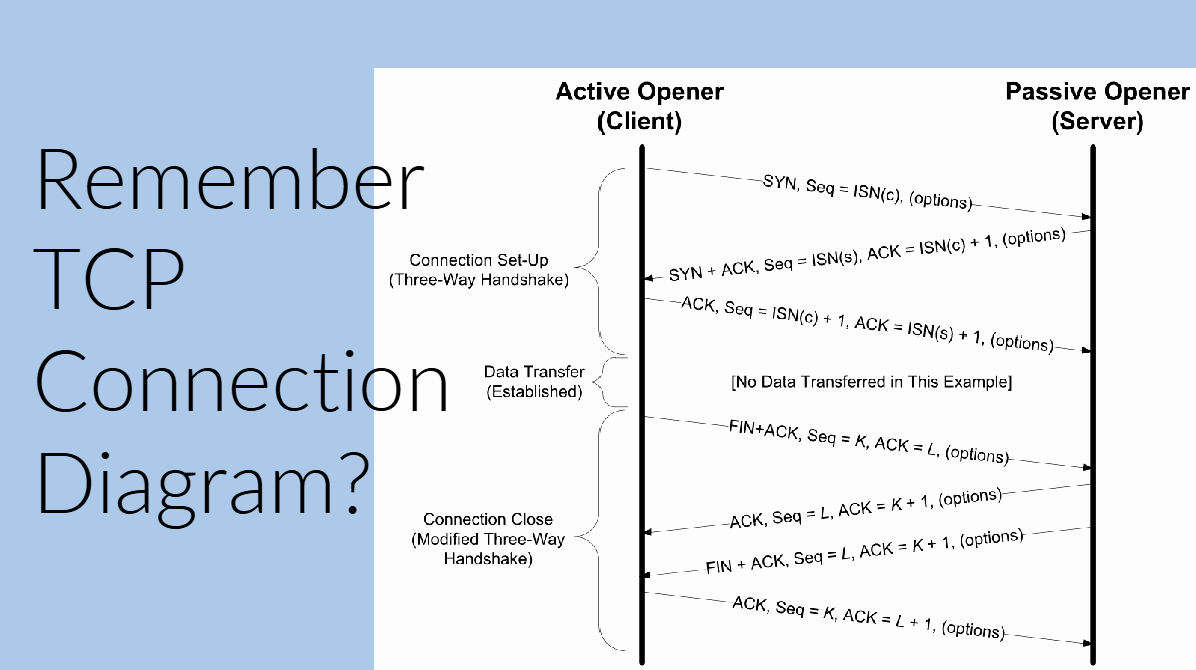 Remember
TCP
Connection
Diagram?
Active Opener
(Client)
Passive Opener
(Server)
SYN, Seq = ISN(c), (options)
SYN + ACK, Seq = ISN(s), ACK = ISN(c) + 1, (options)
Connection Set-Up
(Three-Way Handshake)
ACK, Seq = ISN(c) + 1, ACK = ISN(s) + 1, (options)
Data Transfer
(Established)
[No Data Transferred in This Example]
FIN+ACK, Seq = K, ACK = L, (options)
ACK, Seq = L, ACK = K + 1, (options)
Connection Close
(Modified Three-Way
Handshake)
FIN + ACK, Seq = L, ACK = K + 1, (options)
ACK, Seq = K, ACK = L + 1, (options)